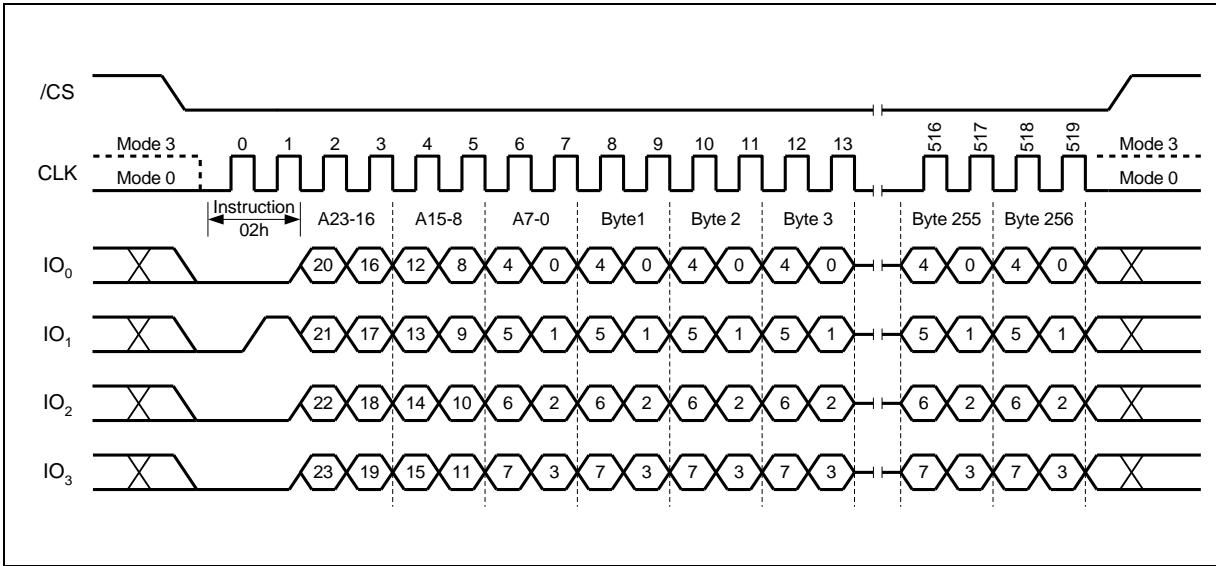 /CS
Mode 3 0 1 2 3 4 5 6 7 8 9 10 11 12 13 516 517 518 519 Mode 3
CLK Mode 0 Mode 0
Instruction A23-16 A15-8 A7-0 Byte1 Byte 2 Byte 3 Byte 255 Byte 256
02h
IO0 20 16 12 8 4 0 4 0 4 0 4 0 4 0 4 0
IO1 21 17 13 9 5 1 5 1 5 1 5 1 5 1 5 1
IO2 22 18 14 10 6 2 6 2 6 2 6 2 6 2 6 2
IO3 23 19 15 11 7 3 7 3 7 3 7 3 7 3 7 3